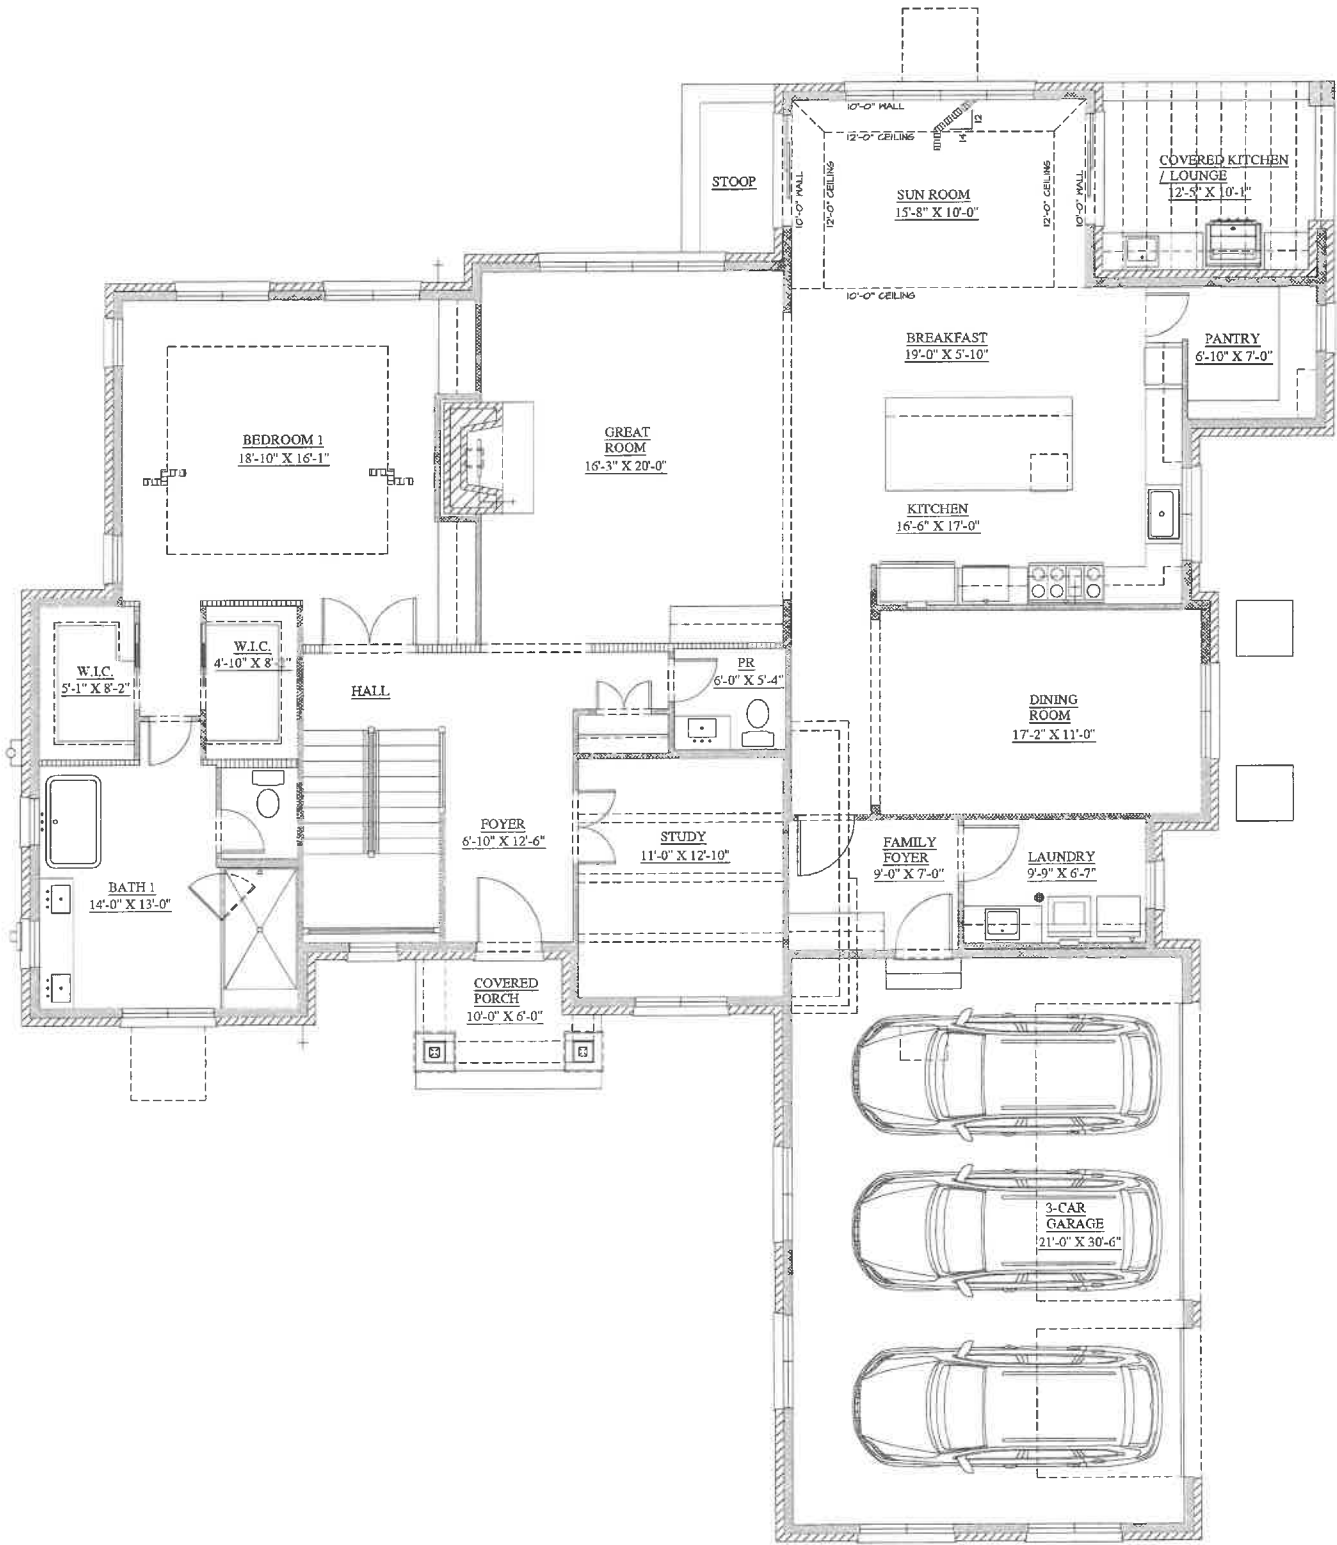 10'-0" WALL
12'-0" CEILING
12
14
10'-0" WALL
12'-0" CEILING
12'-0" CEILING
10'-0" WALL
10'-0" CEILING
STOOP
SUN ROOM
15'-8" X 10'-0"
COVERED KITCHEN
/ LOUNGE
12'-5" X 10'-1"
BREAKFAST
19'-0" X 5'-10"
PANTRY
6'-10" X 7'-0"
BEDROOM 1
18'-10" X 16'-1"
GREAT
ROOM
16'-3" X 20'-0"
KITCHEN
16'-6" X 17'-0"
W.I.C.
5'-1" X 8'-2"
W.I.C.
4'-10" X 8'-1"
HALL
PR
6'-0" X 5'-4"
DINING
ROOM
17'-2" X 11'-0"
FOYER
6'-10" X 12'-6"
STUDY
11'-0" X 12'-10"
FAMILY
FOYER
9'-0" X 7'-0"
LAUNDRY
9'-9" X 6'-7"
BATH 1
14'-0" X 13'-0"
COVERED
PORCH
10'-0" X 6'-0"
3-CAR
GARAGE
21'-0" X 30'-6"